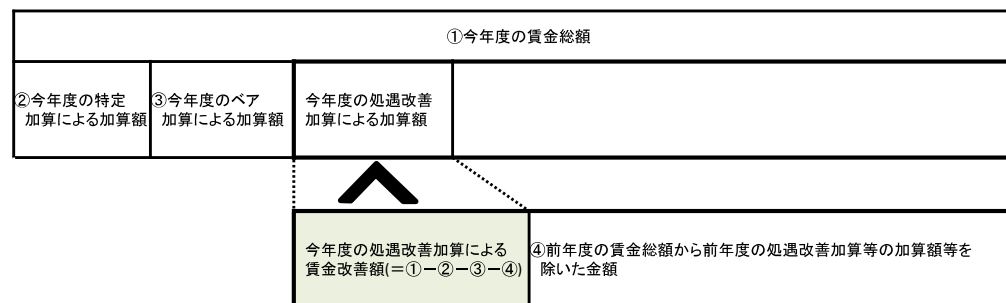 ①今年度の賃金総額
②今年度の特定
加算による加算額
③今年度のベア
加算による加算額
今年度の処遇改善
加算による加算額
今年度の処遇改善加算による
賃金改善額(=①－②－③－④)
④前年度の賃金総額から前年度の処遇改善加算等の加算額等を
除いた金額